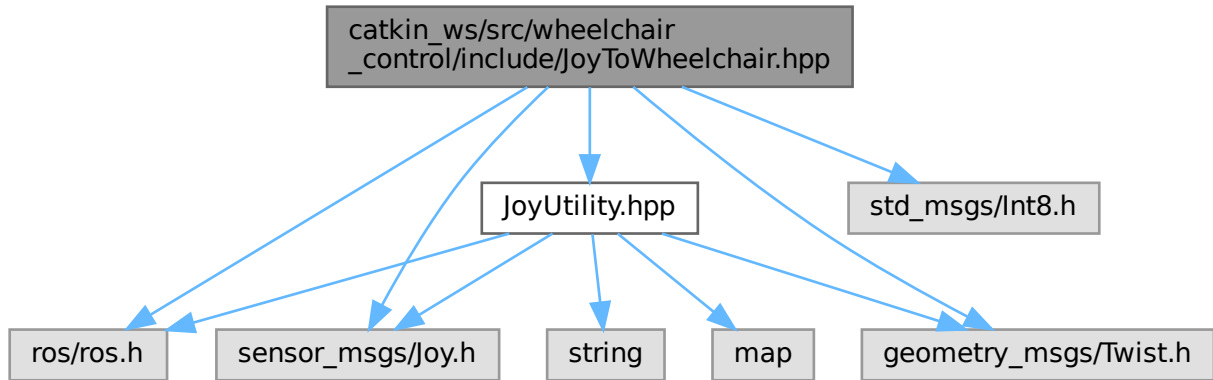 catkin_ws/src/wheelchair
_control/include/JoyToWheelchair.hpp
JoyUtility.hpp
std_msgs/Int8.h
ros/ros.h
sensor_msgs/Joy.h
string
map
geometry_msgs/Twist.h